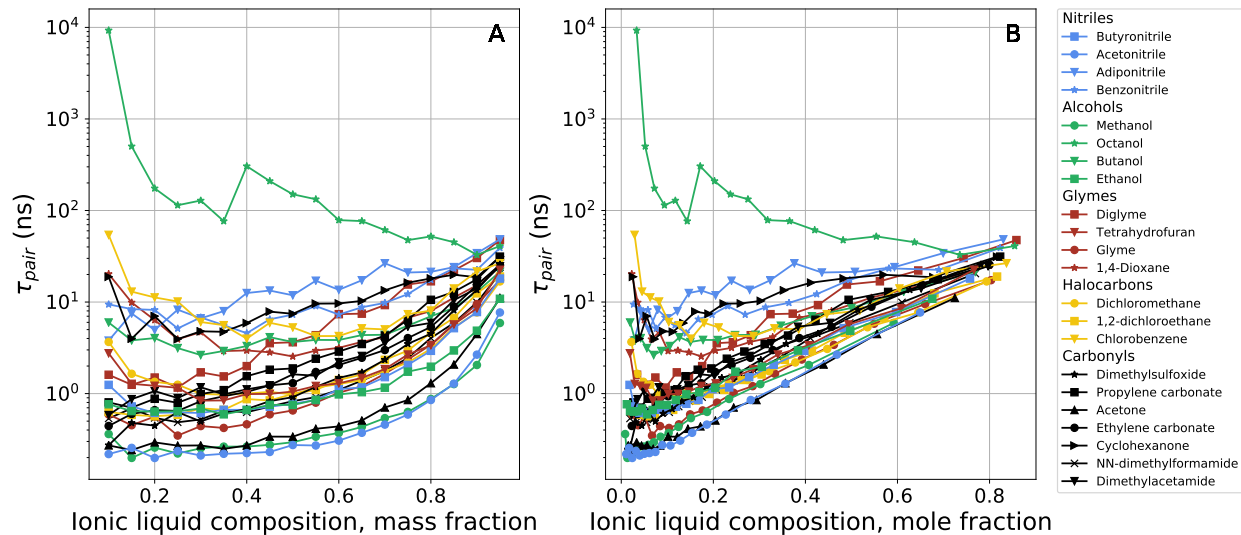 A
τpair (ns)
10⁴
10³
10²
10¹
10⁰
0.2 0.4 0.6 0.8
Ionic liquid composition, mass fraction
B
τpair (ns)
10⁴
10³
10²
10¹
10⁰
0.0 0.2 0.4 0.6 0.8
Ionic liquid composition, mole fraction
Nitriles
Butyronitrile
Acetonitrile
Adiponitrile
Benzonitrile
Alcohols
Methanol
Octanol
Butanol
Ethanol
Glymes
Diglyme
Tetrahydrofuran
Glyme
1,4-Dioxane
Halocarbons
Dichloromethane
1,2-dichloroethane
Chlorobenzene
Carbonyls
Dimethylsulfoxide
Propylene carbonate
Acetone
Ethylene carbonate
Cyclohexanone
NN-dimethylformamide
Dimethylacetamide